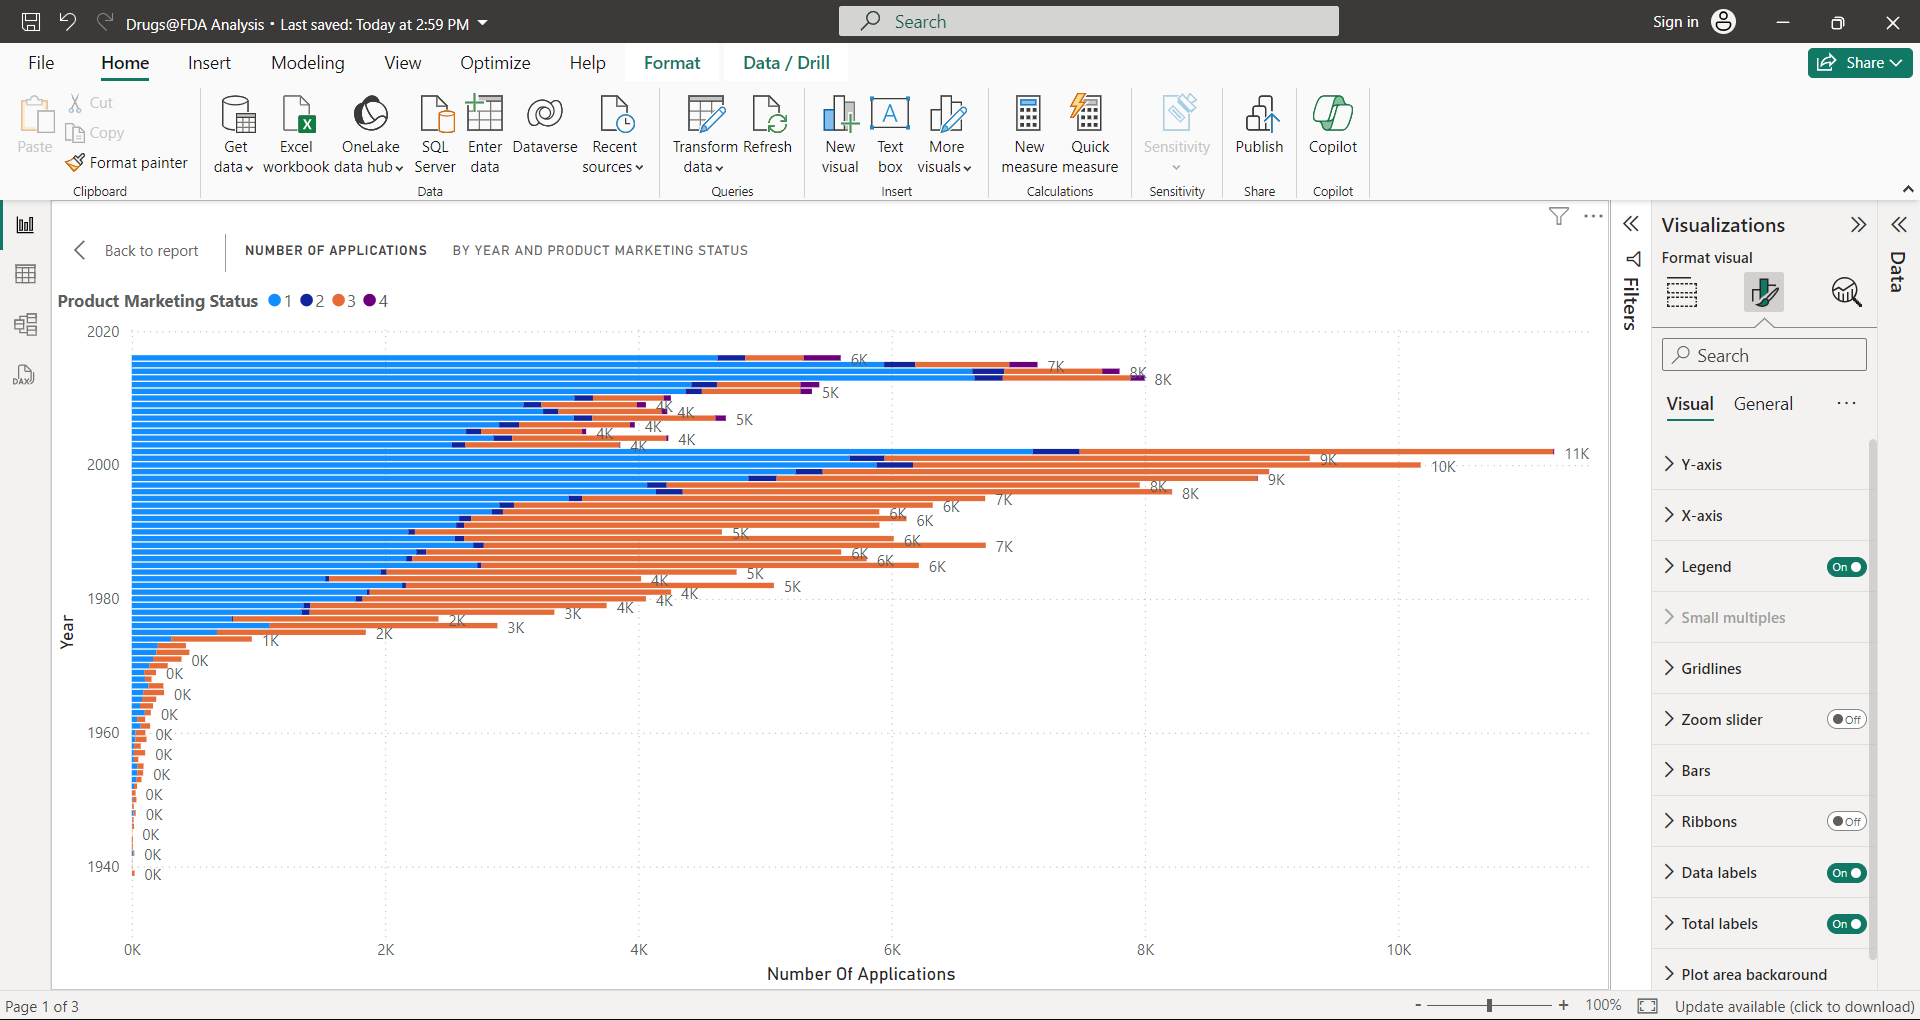 Drugs@FDA Analysis • Last saved: Today at 2:59 PM
Search
Sign in
File Home Insert Modeling View Optimize Help Format Data / Drill
Share
Paste
Cut
Copy
Format painter
Clipboard
Get data
Excel workbook
OneLake data hub
SQL Server
Enter data
Dataverse
Recent sources
Data
Transform data
Refresh
Queries
New visual
Text box
More visuals
Insert
New measure
Quick measure
Calculations
Sensitivity
Sensitivity
Publish
Share
Copilot
Copilot
Back to report
NUMBER OF APPLICATIONS
BY YEAR AND PRODUCT MARKETING STATUS
Product Marketing Status 1 2 3 4
2020
6K
7K
8K
8K
5K
4K
4K
5K
4K
4K
4K
4K
11K
2000
9K
10K
9K
8K
8K
7K
6K
6K
6K
5K
6K
7K
6K
6K
6K
5K
4K
5K
4K
1980
4K
4K
3K
2K
3K
2K
1K
0K
0K
0K
0K
1960
0K
0K
0K
0K
0K
0K
0K
1940
0K
Year
0K 2K 4K 6K 8K 10K
Number Of Applications
Filters
Visualizations
Format visual
Search
Visual General
Y-axis
X-axis
Legend On
Small multiples
Gridlines
Zoom slider Off
Bars
Ribbons Off
Data labels On
Total labels On
Plot area background
Data
DAX
Page 1 of 3
- + 100%
Update available (click to download)